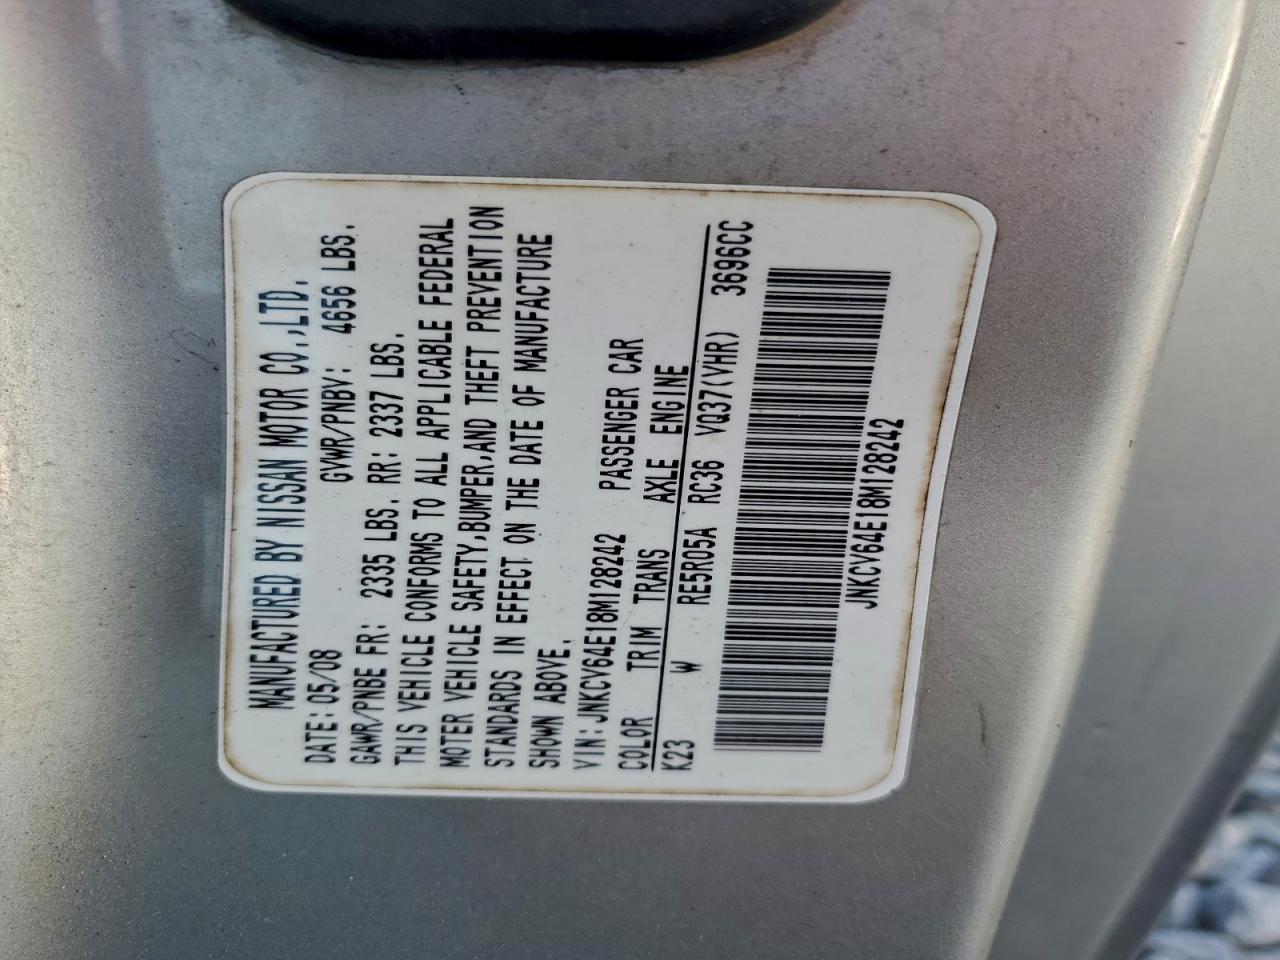 MANUFACTURED BY NISSAN MOTOR CO.,LTD.
DATE: 05/08 GVWR/PNBV: 4656 LBS.
GAWR/PNBE FR: 2335 LBS. RR: 2337 LBS.
THIS VEHICLE CONFORMS TO ALL APPLICABLE FEDERAL
MOTER VEHICLE SAFETY,BUMPER,AND THEFT PREVENTION
STANDARDS IN EFFECT ON THE DATE OF MANUFACTURE
SHOWN ABOVE.
VIN:JNKCV64E18M128242 PASSENGER CAR
COLOR TRIM TRANS AXLE ENGINE
K23 W RE5R05A RC36 VQ37(VHR) 3696CC
JNKCV64E18M128242